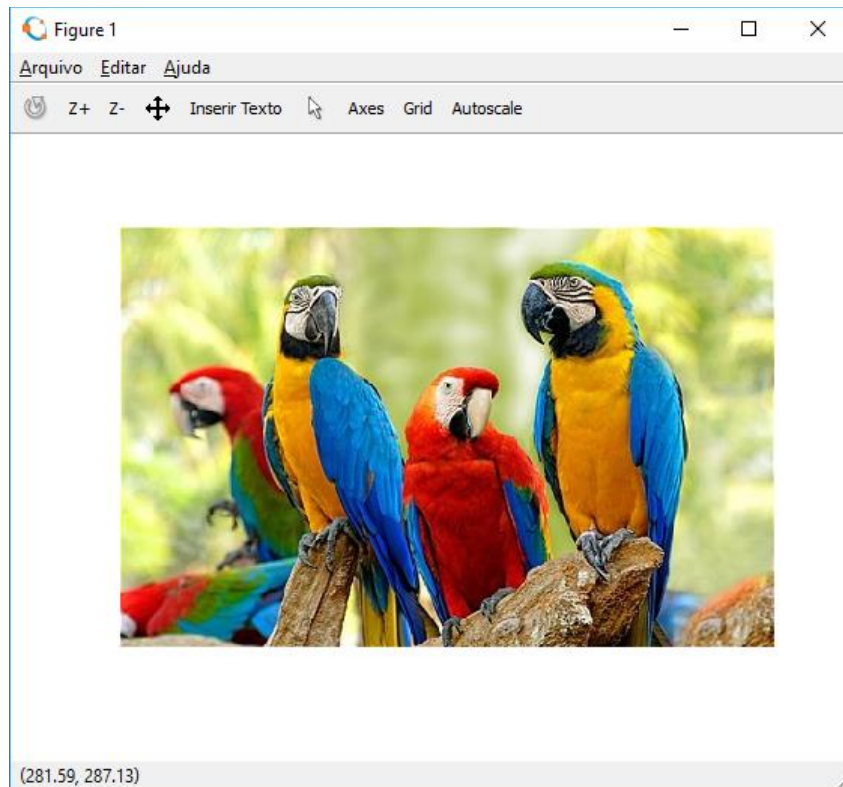 Figure 1
Arquivo Editar Ajuda
Z+ Z- Inserir Texto Axes Grid Autoscale
(281.59, 287.13)